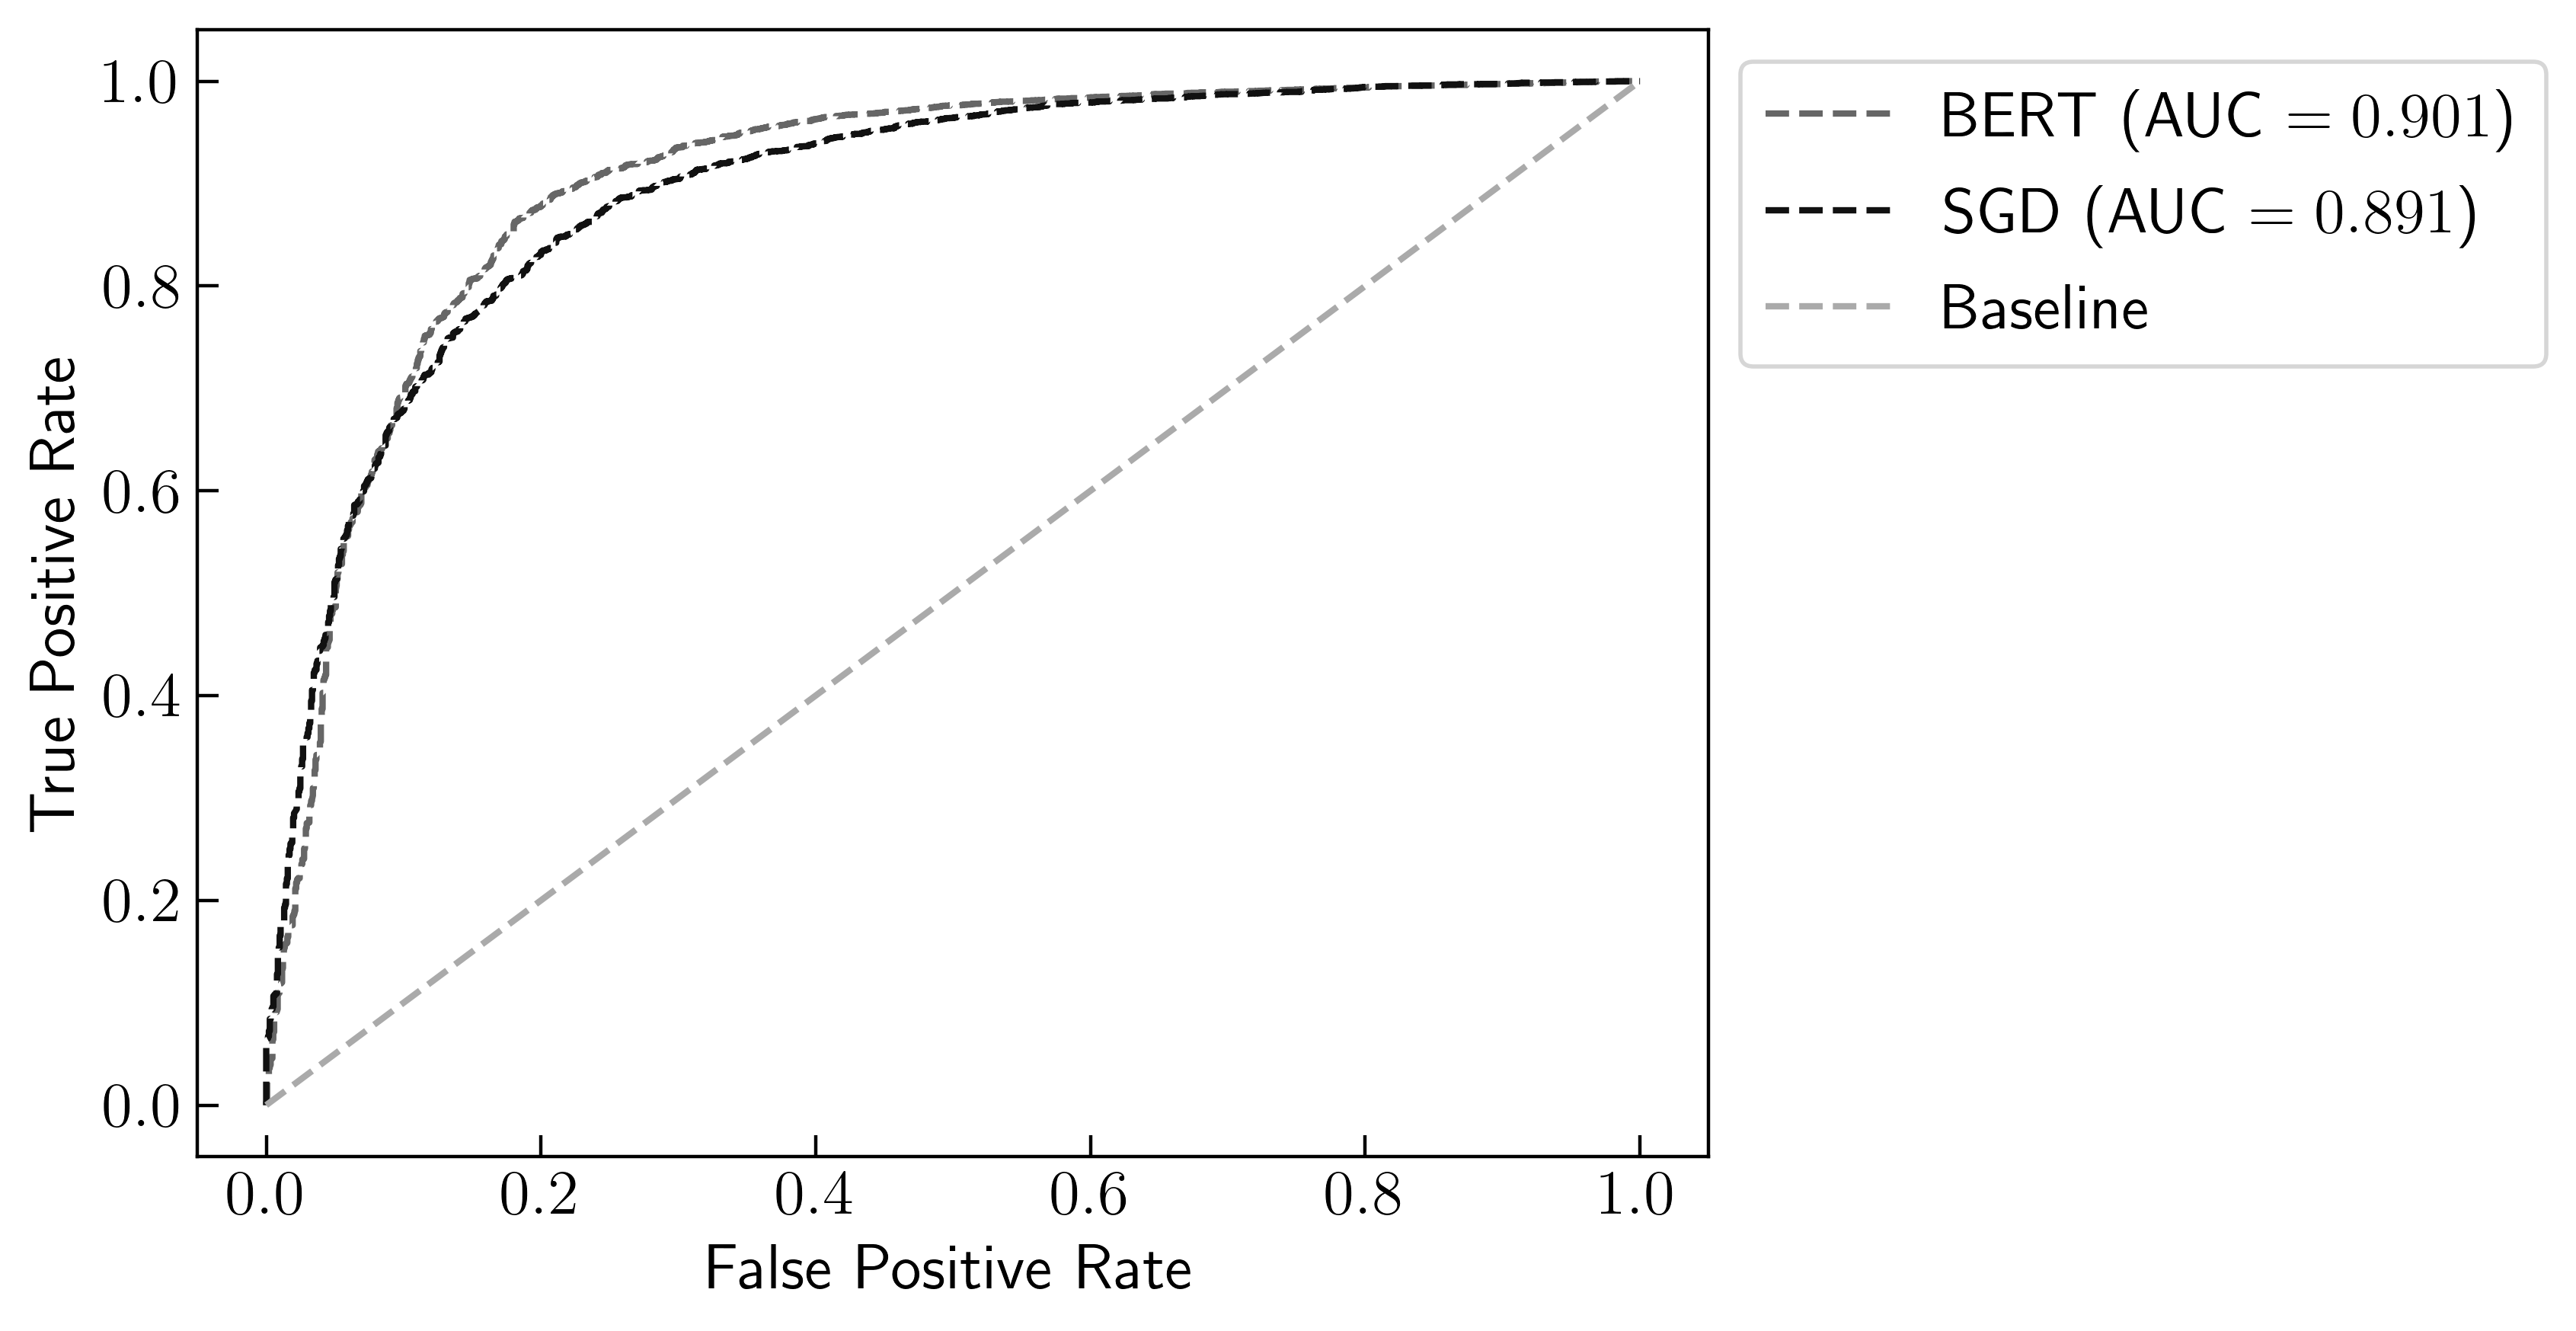 1.0
0.8
0.6
0.4
0.2
0.0
True Positive Rate
0.0 0.2 0.4 0.6 0.8 1.0
False Positive Rate
BERT (AUC = 0.901)
SGD (AUC = 0.891)
Baseline